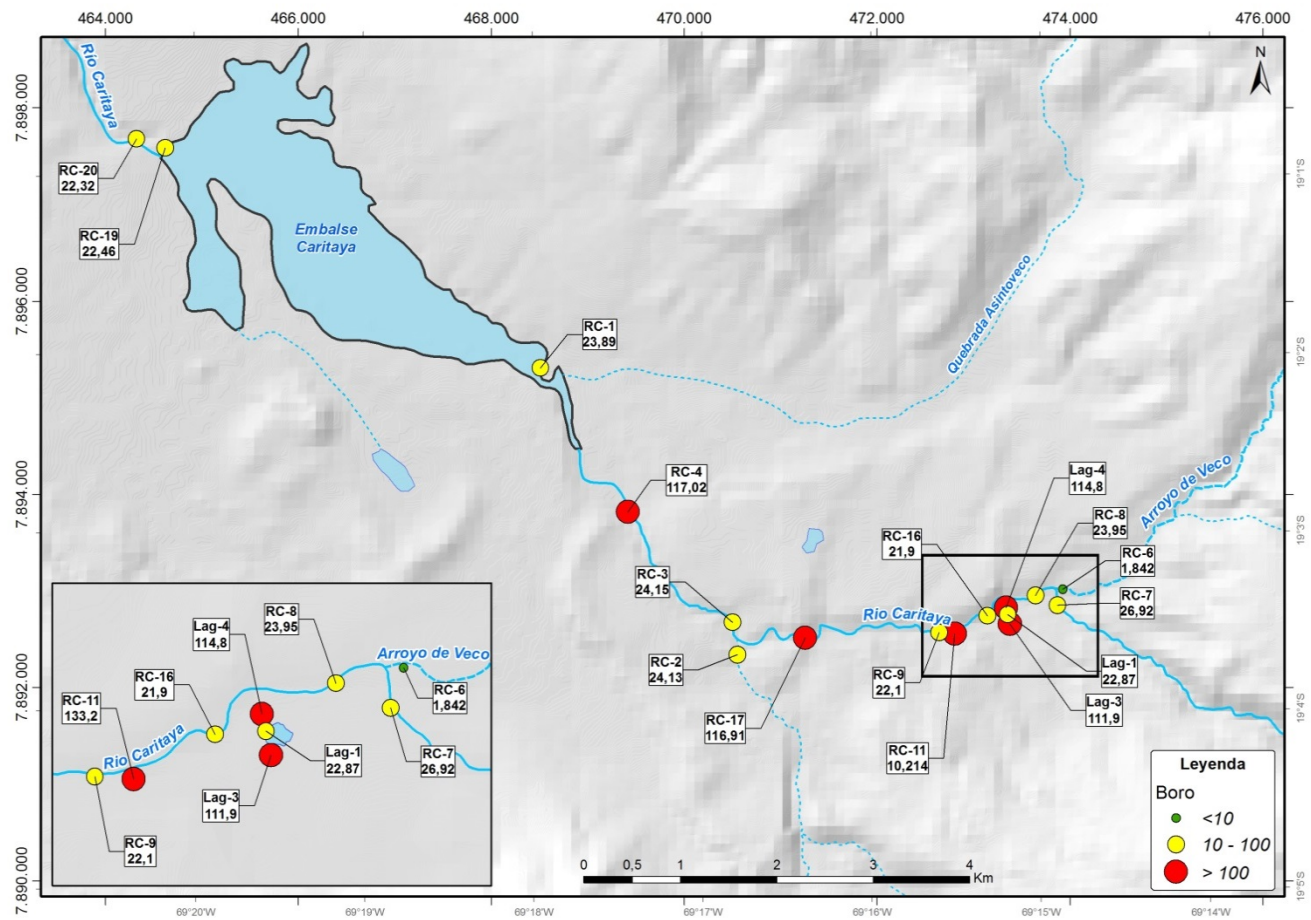 464.000
466.000
468.000
470.000
472.000
474.000
476.000
7.898.000
7.896.000
7.894.000
7.892.000
7.890.000
19°1'S
19°2'S
19°3'S
19°4'S
19°5'S
69°20'W
69°19'W
69°18'W
69°17'W
69°16'W
69°15'W
69°14'W
N
Rio Caritaya
RC-20
22,32
RC-19
22,46
Embalse
Caritaya
RC-1
23,89
Quebrada Asintoveco
RC-4
117,02
Arroyo de Veco
Lag-4
114,8
RC-8
23,95
RC-16
21,9
RC-6
1,842
RC-3
24,15
RC-7
26,92
Rio Caritaya
RC-2
24,13
RC-9
22,1
Lag-1
22,87
RC-17
116,91
Lag-3
111,9
RC-11
10,214
RC-8
23,95
Lag-4
114,8
Arroyo de Veco
RC-16
21,9
RC-6
1,842
RC-11
133,2
Rio Caritaya
Lag-1
22,87
RC-7
26,92
Lag-3
111,9
RC-9
22,1
Leyenda
Boro
<10
10 - 100
> 100
0 0,5 1 2 3 4
Km